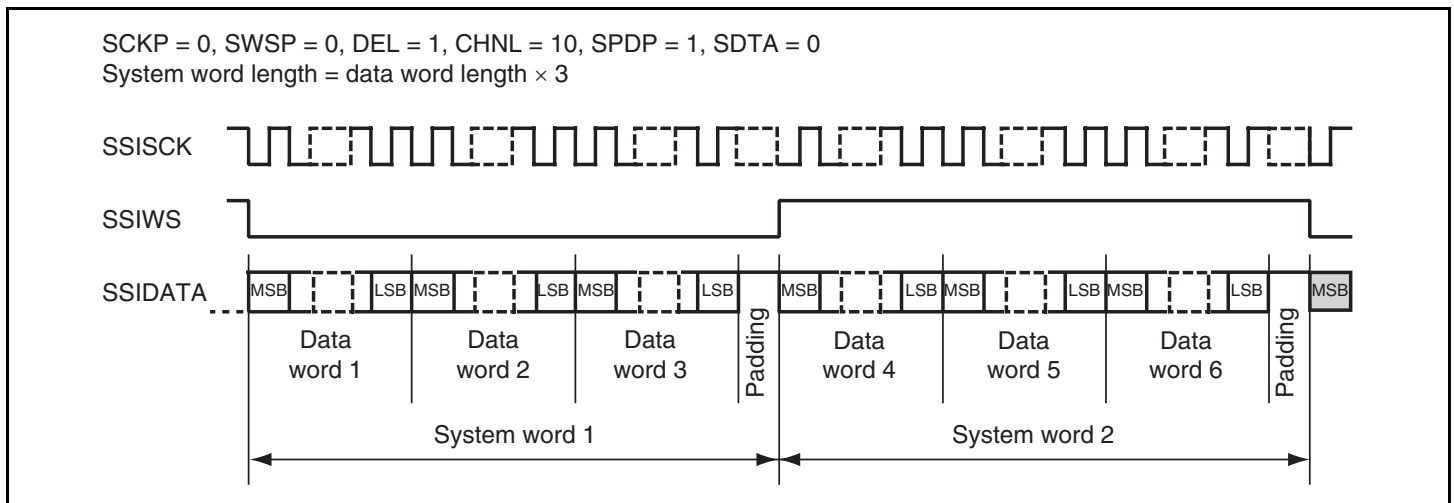 SCKP = 0, SWSP = 0, DEL = 1, CHNL = 10, SPDP = 1, SDTA = 0
System word length = data word length × 3
SSISCK
SSIWS
SSIDATA
MSB LSB MSB LSB MSB LSB MSB LSB MSB LSB MSB LSB MSB
Data word 1
Data word 2
Data word 3
Padding
Data word 4
Data word 5
Data word 6
Padding
System word 1
System word 2